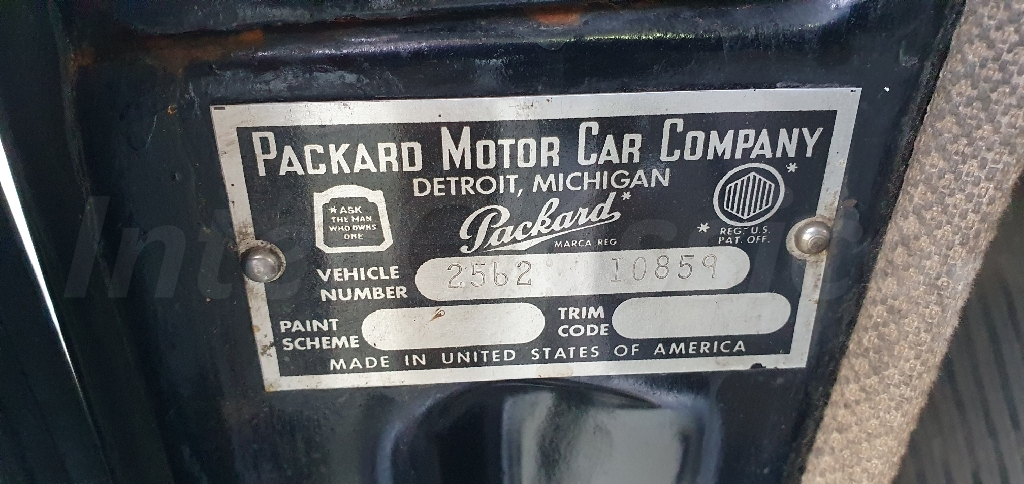 PACKARD MOTOR CAR COMPANY
DETROIT, MICHIGAN
* ASK
THE MAN
WHO OWNS
ONE
Packard*
MARCA REG
*
* REG. U.S.
PAT. OFF.
VEHICLE
NUMBER
2562 10859
PAINT
SCHEME
TRIM
CODE
MADE IN UNITED STATES OF AMERICA